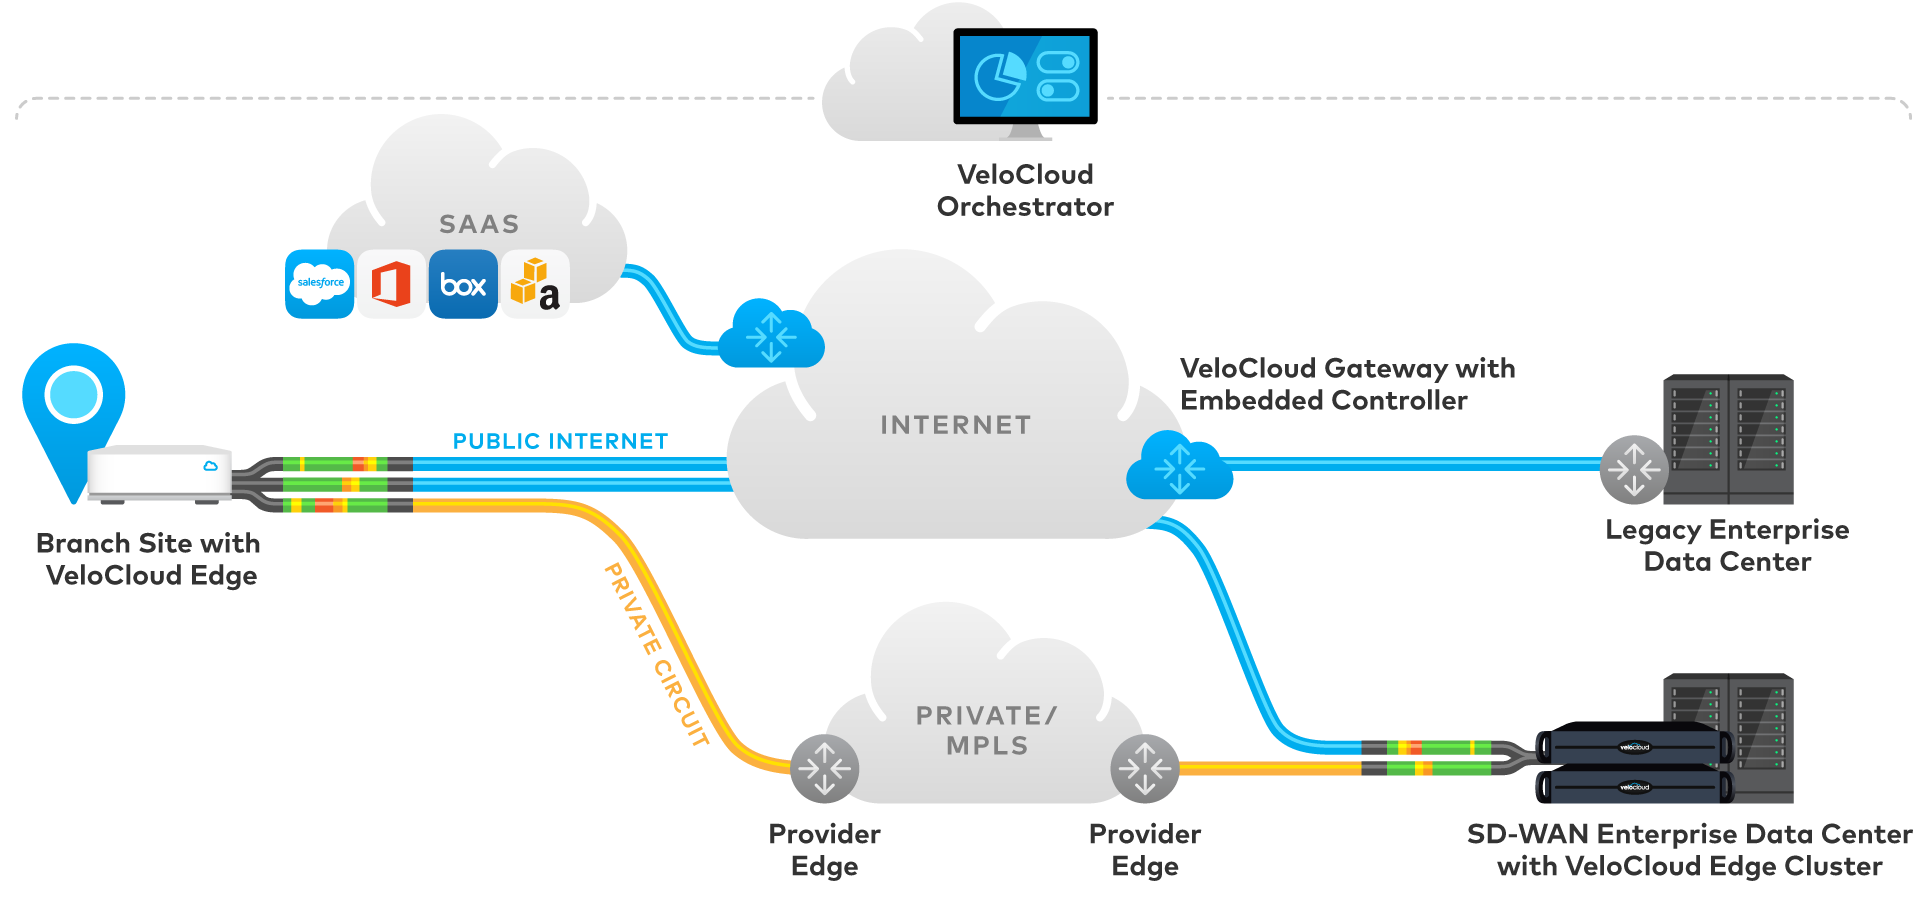 VeloCloud
Orchestrator
SAAS
salesforce
box
a
VeloCloud Gateway with
Embedded Controller
INTERNET
PUBLIC INTERNET
Branch Site with
VeloCloud Edge
Legacy Enterprise
Data Center
PRIVATE CIRCUIT
PRIVATE/
MPLS
velocloud
velocloud
Provider
Edge
Provider
Edge
SD-WAN Enterprise Data Center
with VeloCloud Edge Cluster